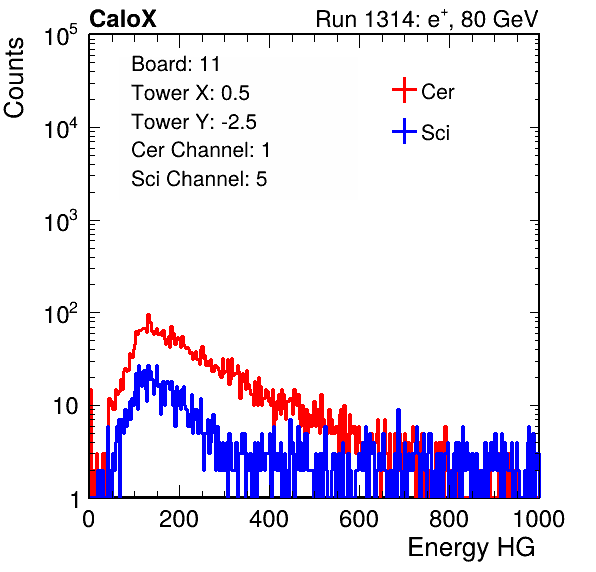 CaloX Run 1314: e⁺, 80 GeV
Counts
Board: 11
Tower X: 0.5
Tower Y: -2.5
Cer Channel: 1
Sci Channel: 5
Cer
Sci
10⁵
10⁴
10³
10²
10
1
0 200 400 600 800 1000
Energy HG